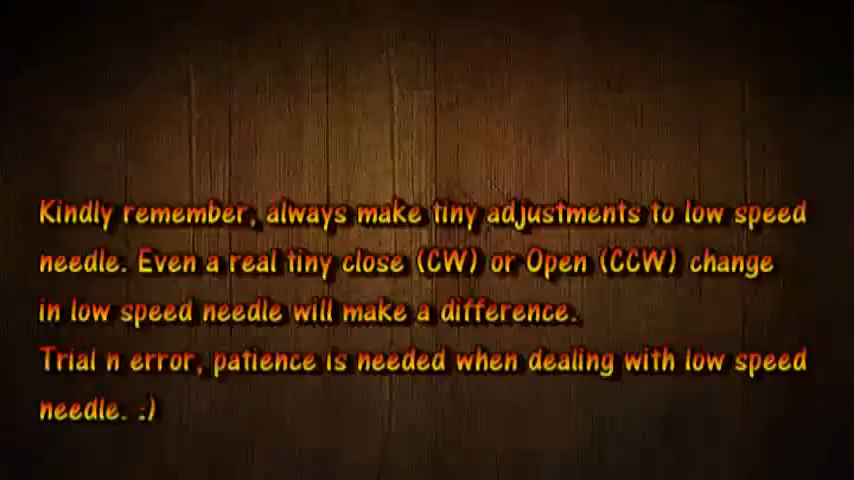 Kindly remember, always make tiny adjustments to low speed
needle. Even a real tiny close (CW) or Open (CCW) change
in low speed needle will make a difference.
Trial n error, patience is needed when dealing with low speed
needle. :)